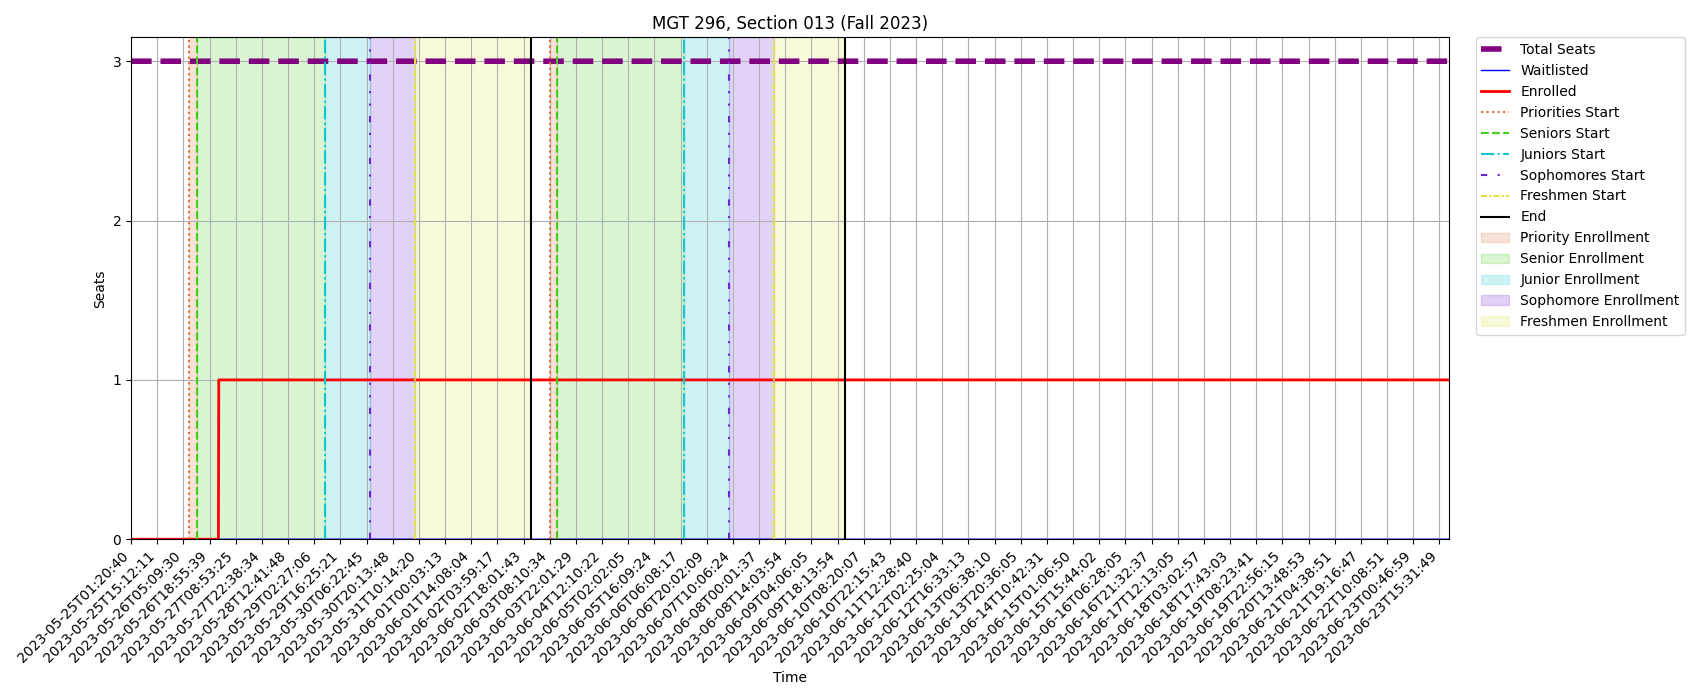 MGT 296, Section 013 (Fall 2023)
Seats
3
2
1
0
2023-05-25T01:20:40
2023-05-25T15:12:11
2023-05-26T05:09:30
2023-05-26T18:55:39
2023-05-27T08:53:25
2023-05-27T22:38:34
2023-05-28T12:41:48
2023-05-29T02:27:06
2023-05-29T16:25:21
2023-05-30T06:22:45
2023-05-30T20:13:48
2023-05-31T10:14:20
2023-06-01T00:03:13
2023-06-01T14:08:04
2023-06-02T03:59:17
2023-06-02T18:01:43
2023-06-03T08:10:34
2023-06-03T22:01:29
2023-06-04T12:10:22
2023-06-05T02:02:05
2023-06-05T16:09:24
2023-06-06T06:08:17
2023-06-06T20:02:09
2023-06-07T10:06:24
2023-06-08T00:01:37
2023-06-08T14:03:54
2023-06-09T04:06:05
2023-06-09T18:13:54
2023-06-10T08:20:07
2023-06-10T22:15:43
2023-06-11T12:28:40
2023-06-12T02:25:04
2023-06-12T16:33:13
2023-06-13T06:38:10
2023-06-13T20:36:05
2023-06-14T10:42:31
2023-06-15T01:06:50
2023-06-15T15:44:02
2023-06-16T06:28:05
2023-06-16T21:32:37
2023-06-17T12:13:05
2023-06-18T03:02:57
2023-06-18T17:43:03
2023-06-19T08:23:41
2023-06-19T22:56:15
2023-06-20T13:48:53
2023-06-21T04:38:51
2023-06-21T19:16:47
2023-06-22T10:08:51
2023-06-23T00:46:59
2023-06-23T15:31:49
Time
Total Seats
Waitlisted
Enrolled
Priorities Start
Seniors Start
Juniors Start
Sophomores Start
Freshmen Start
End
Priority Enrollment
Senior Enrollment
Junior Enrollment
Sophomore Enrollment
Freshmen Enrollment